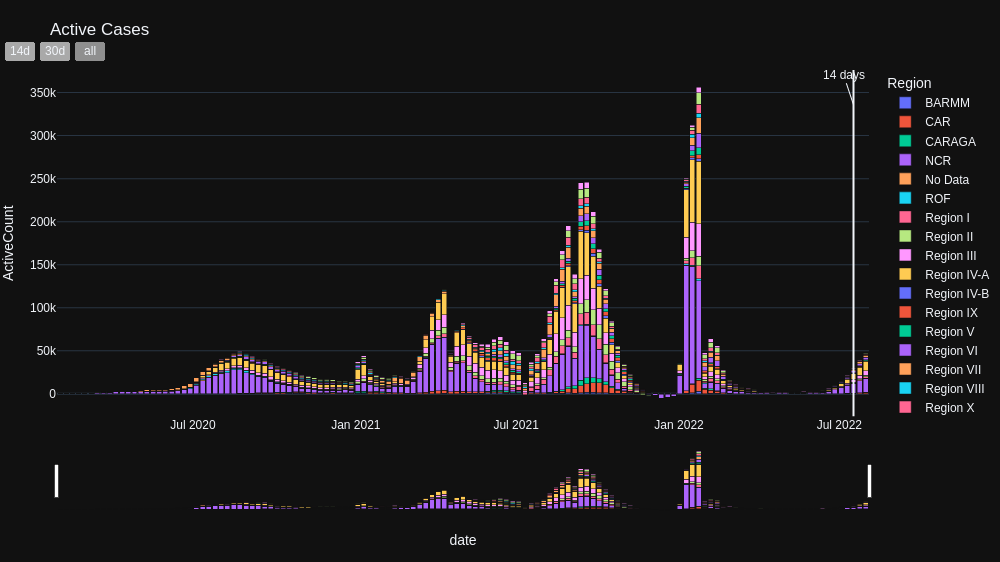 Active Cases
14d 30d all
14 days
ActiveCount
350k
300k
250k
200k
150k
100k
50k
0
Jul 2020 Jan 2021 Jul 2021 Jan 2022 Jul 2022
date
Region
BARMM
CAR
CARAGA
NCR
No Data
ROF
Region I
Region II
Region III
Region IV-A
Region IV-B
Region IX
Region V
Region VI
Region VII
Region VIII
Region X